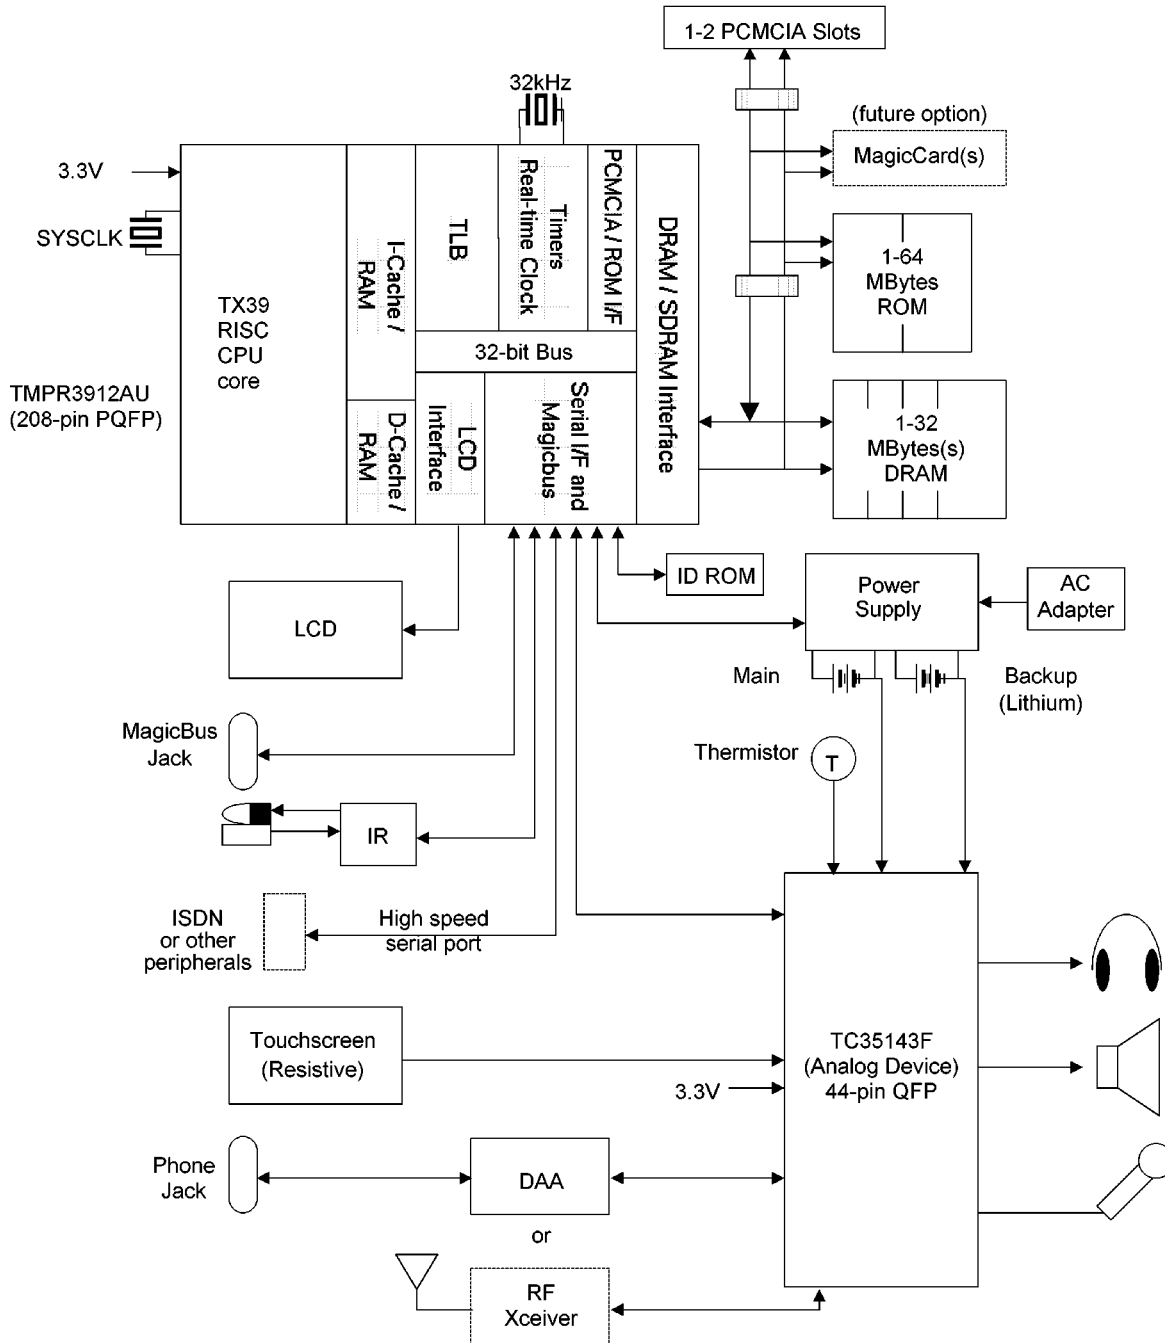 1-2 PCMCIA Slots
32kHz
(future option)
MagicCard(s)
3.3V
SYSCLK
TMPR3912AU
(208-pin PQFP)
TX39
RISC
CPU
core
I-Cache /
RAM
D-Cache /
RAM
TLB
Timers
Real-time Clock
PCMCIA / ROM I/F
32-bit Bus
LCD
Interface
Serial I/F and
Magicbus
DRAM / SDRAM Interface
1-64
MBytes
ROM
1-32
MBytes(s)
DRAM
ID ROM
Power
Supply
AC
Adapter
Main
Backup
(Lithium)
LCD
MagicBus
Jack
Thermistor
T
IR
ISDN
or other
peripherals
High speed
serial port
Touchscreen
(Resistive)
3.3V
TC35143F
(Analog Device)
44-pin QFP
Phone
Jack
DAA
or
RF
Xceiver